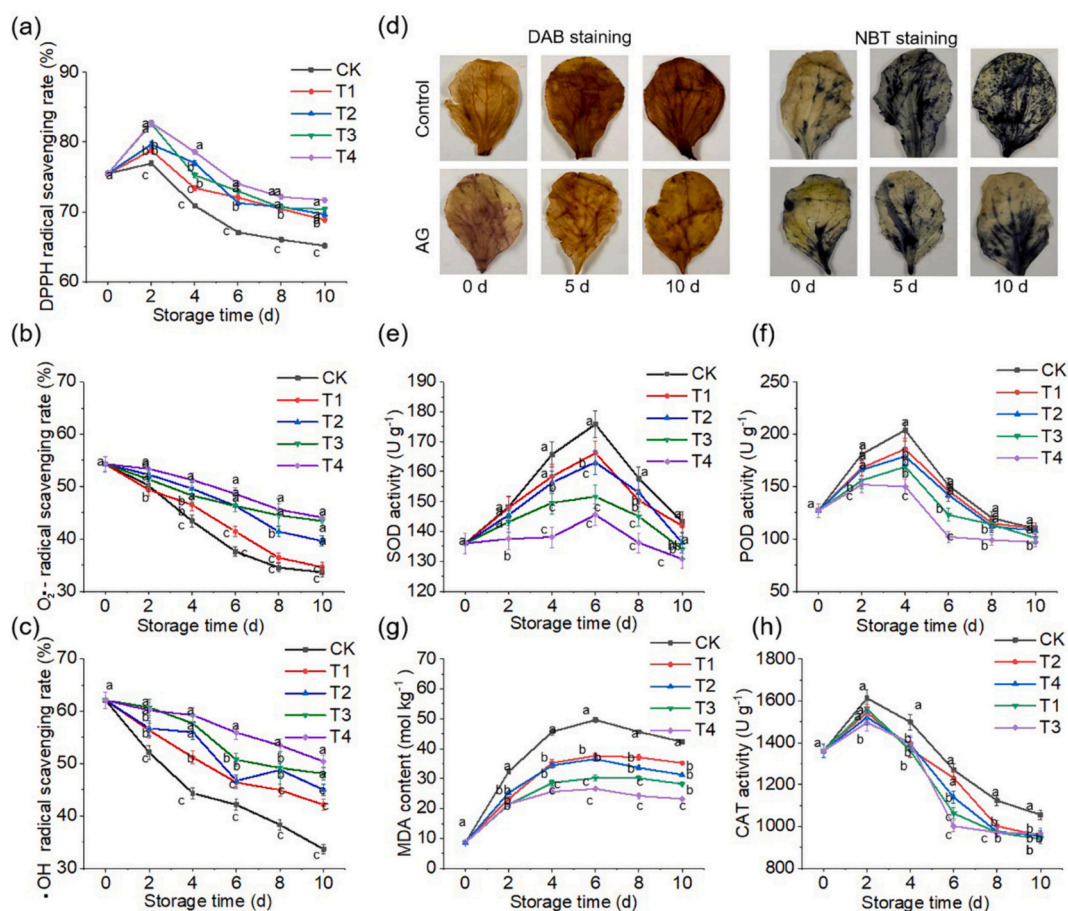 (a)
DPPH radical scavenging rate (%)
90
80
70
60
CK
T1
T2
T3
T4
0 2 4 6 8 10
Storage time (d)
(d)
DAB staining
NBT staining
Control
AG
0 d
5 d
10 d
0 d
5 d
10 d
(b)
O₂·- radical scavenging rate (%)
70
60
50
40
30
CK
T1
T2
T3
T4
0 2 4 6 8 10
Storage time (d)
(e)
SOD activity (U g⁻¹)
190
180
170
160
150
140
130
120
CK
T1
T2
T3
T4
0 2 4 6 8 10
Storage time (d)
(f)
POD activity (U g⁻¹)
250
200
150
100
50
CK
T1
T2
T3
T4
0 2 4 6 8 10
Storage time (d)
(c)
• OH radical scavenging rate (%)
70
60
50
40
30
CK
T1
T2
T3
T4
0 2 4 6 8 10
Storage time (d)
(g)
MDA content (mol kg⁻¹)
70
60
50
40
30
20
10
0
CK
T1
T2
T3
T4
0 2 4 6 8 10
Storage time (d)
(h)
CAT activity (U g⁻¹)
1800
1600
1400
1200
1000
800
CK
T2
T4
T1
T3
0 2 4 6 8 10
Storage time (d)